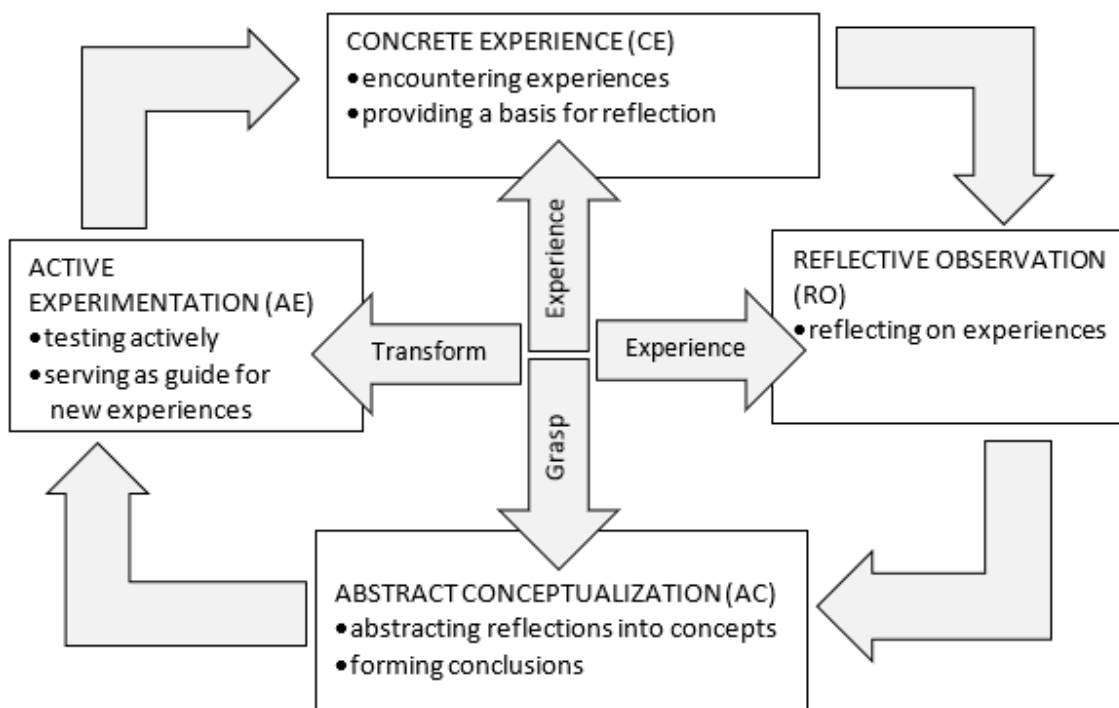 CONCRETE EXPERIENCE (CE)
•encountering experiences
•providing a basis for reflection
Experience
ACTIVE
EXPERIMENTATION (AE)
•testing actively
•serving as guide for
new experiences
Transform
Experience
REFLECTIVE OBSERVATION
(RO)
•reflecting on experiences
Grasp
ABSTRACT CONCEPTUALIZATION (AC)
•abstracting reflections into concepts
•forming conclusions